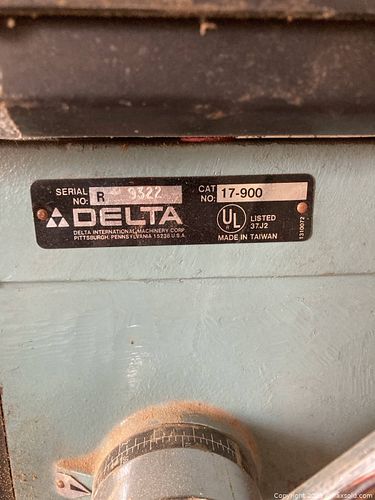 SERIAL NO: R 9322
CAT NO: 17-900
DELTA
UL LISTED 37J2
DELTA INTERNATIONAL MACHINERY CORP
PITTSBURGH, PENNSYLVANIA 15238 U.S.A.
MADE IN TAIWAN
1310072